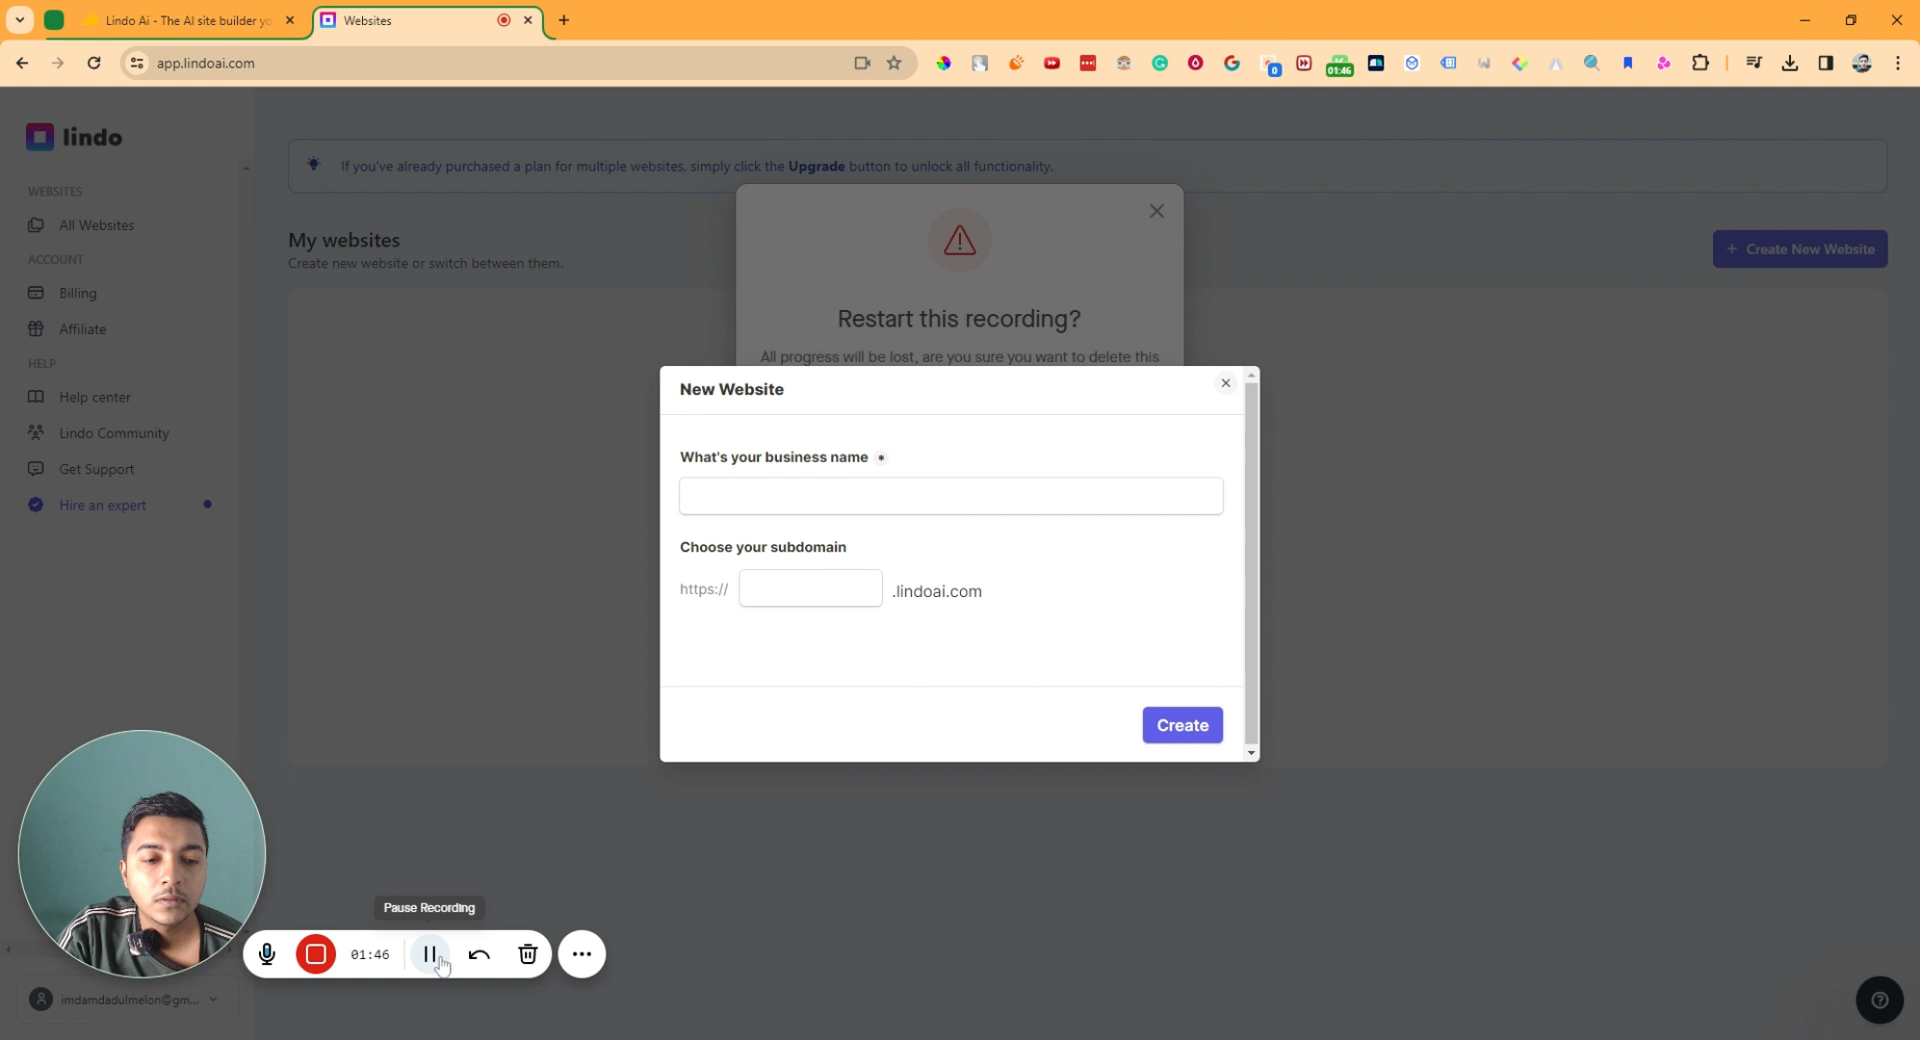 Lindo Ai - The AI site builder yo
Websites
app.lindoai.com
0
01:46
lindo
If you've already purchased a plan for multiple websites, simply click the Upgrade button to unlock all functionality.
WEBSITES
All Websites
ACCOUNT
Billing
Affiliate
HELP
Help center
Lindo Community
Get Support
Hire an expert
My websites
Create new website or switch between them.
+ Create New Website
Restart this recording?
All progress will be lost, are you sure you want to delete this
New Website
What's your business name *
Choose your subdomain
https://
.lindoai.com
Create
Pause Recording
01:46
imdamdadulmelon@gm...